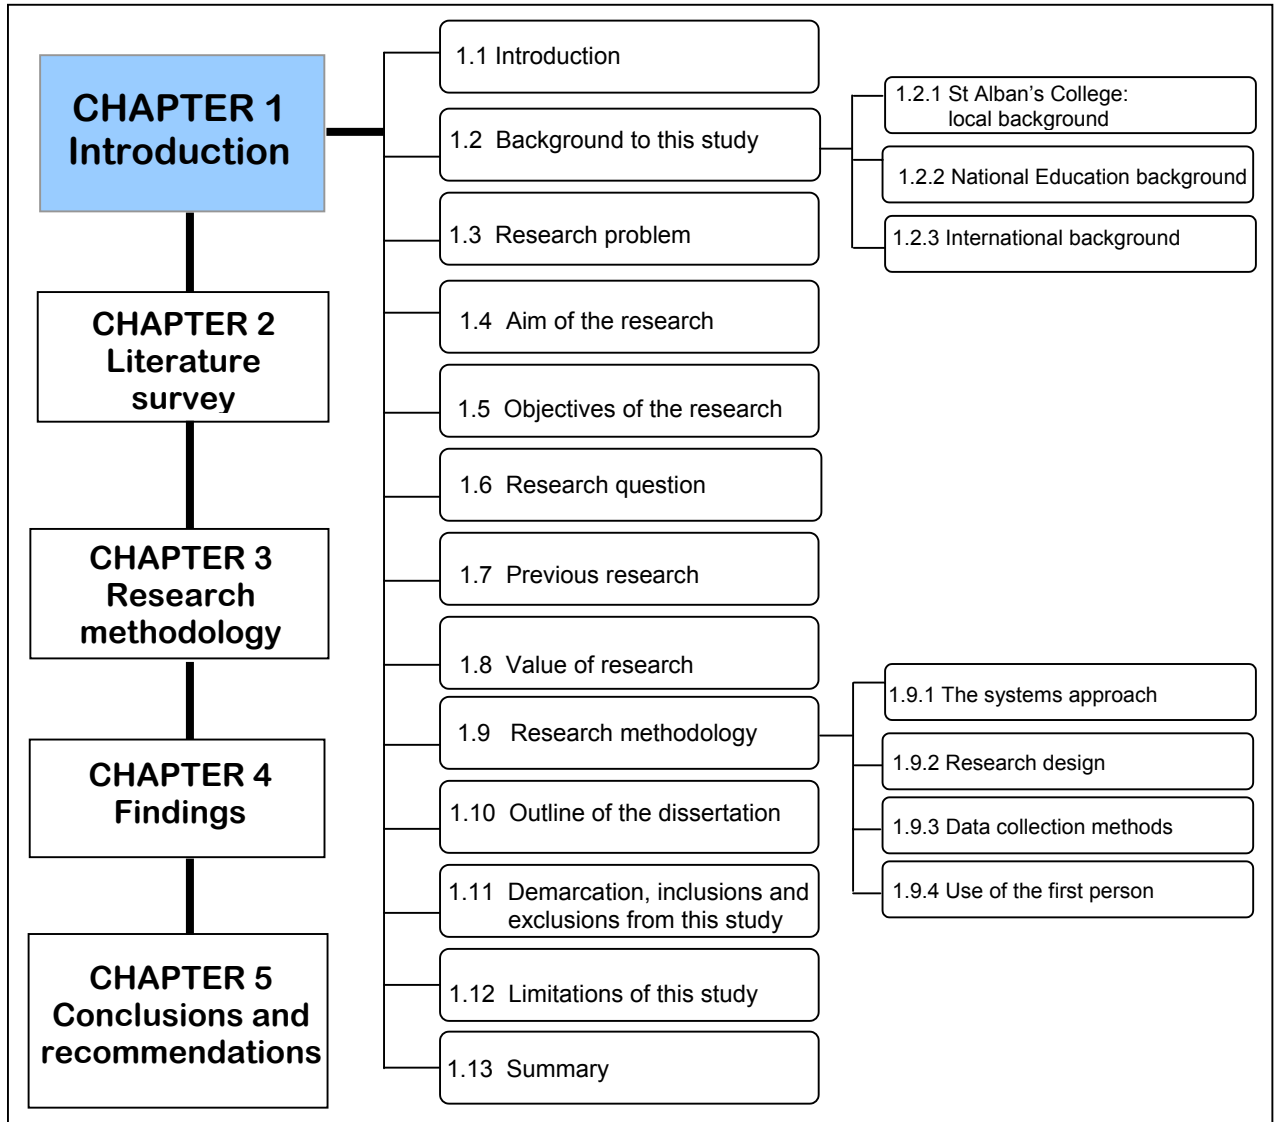 CHAPTER 1
Introduction
CHAPTER 2
Literature
survey
CHAPTER 3
Research
methodology
CHAPTER 4
Findings
CHAPTER 5
Conclusions and
recommendations
1.1 Introduction
1.2 Background to this study
1.2.1 St Alban’s College:
local background
1.2.2 National Education background
1.2.3 International background
1.3 Research problem
1.4 Aim of the research
1.5 Objectives of the research
1.6 Research question
1.7 Previous research
1.8 Value of research
1.9 Research methodology
1.9.1 The systems approach
1.9.2 Research design
1.9.3 Data collection methods
1.9.4 Use of the first person
1.10 Outline of the dissertation
1.11 Demarcation, inclusions and
exclusions from this study
1.12 Limitations of this study
1.13 Summary